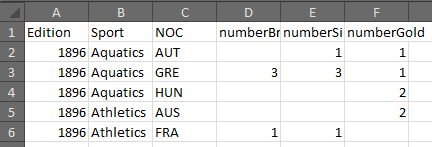 A B C D E F
1 Edition Sport NOC numberBr numberSi numberGold
2 1896 Aquatics AUT 1 1
3 1896 Aquatics GRE 3 3 1
4 1896 Aquatics HUN 2
5 1896 Athletics AUS 2
6 1896 Athletics FRA 1 1